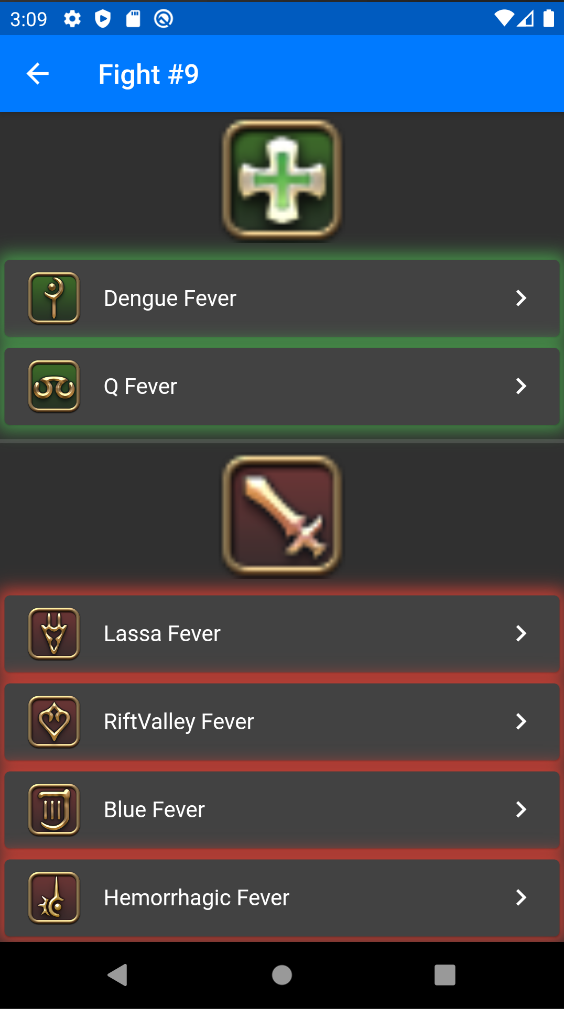 3:09
Fight #9
Dengue Fever
Q Fever
Lassa Fever
RiftValley Fever
Blue Fever
Hemorrhagic Fever